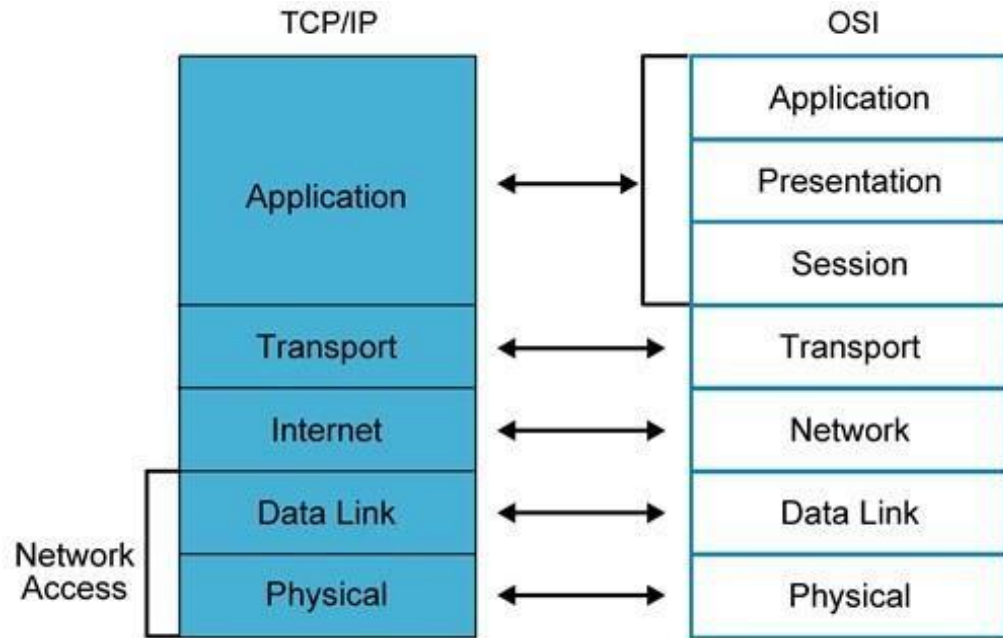 TCP/IP
Application
Transport
Internet
Data Link
Physical
Network
Access
OSI
Application
Presentation
Session
Transport
Network
Data Link
Physical